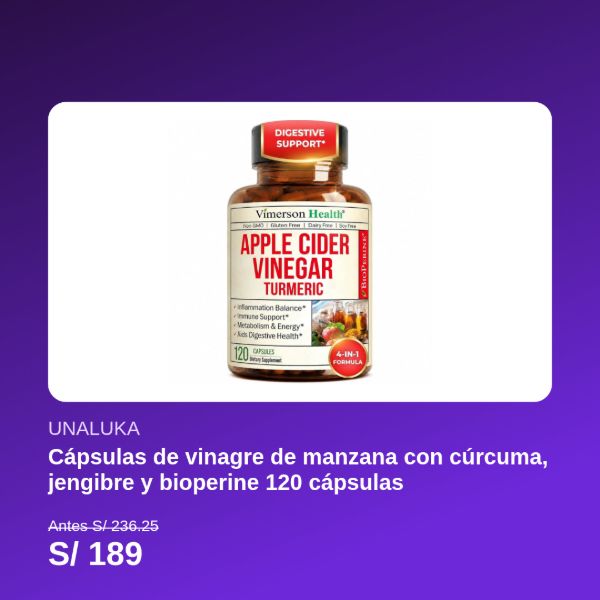 DIGESTIVE
SUPPORT*
Vimerson Health®
Non GMO | Gluten Free | Dairy Free | Soy Free
APPLE CIDER
VINEGAR
TURMERIC
BIOPERINE®
✓Inflammation Balance*
✓Immune Support*
✓Metabolism & Energy*
✓Aids Digestive Health*
120 CAPSULES
Dietary Supplement
4-IN-1
FORMULA
UNALUKA
Cápsulas de vinagre de manzana con cúrcuma,
jengibre y bioperine 120 cápsulas
Antes S/ 236.25
S/ 189